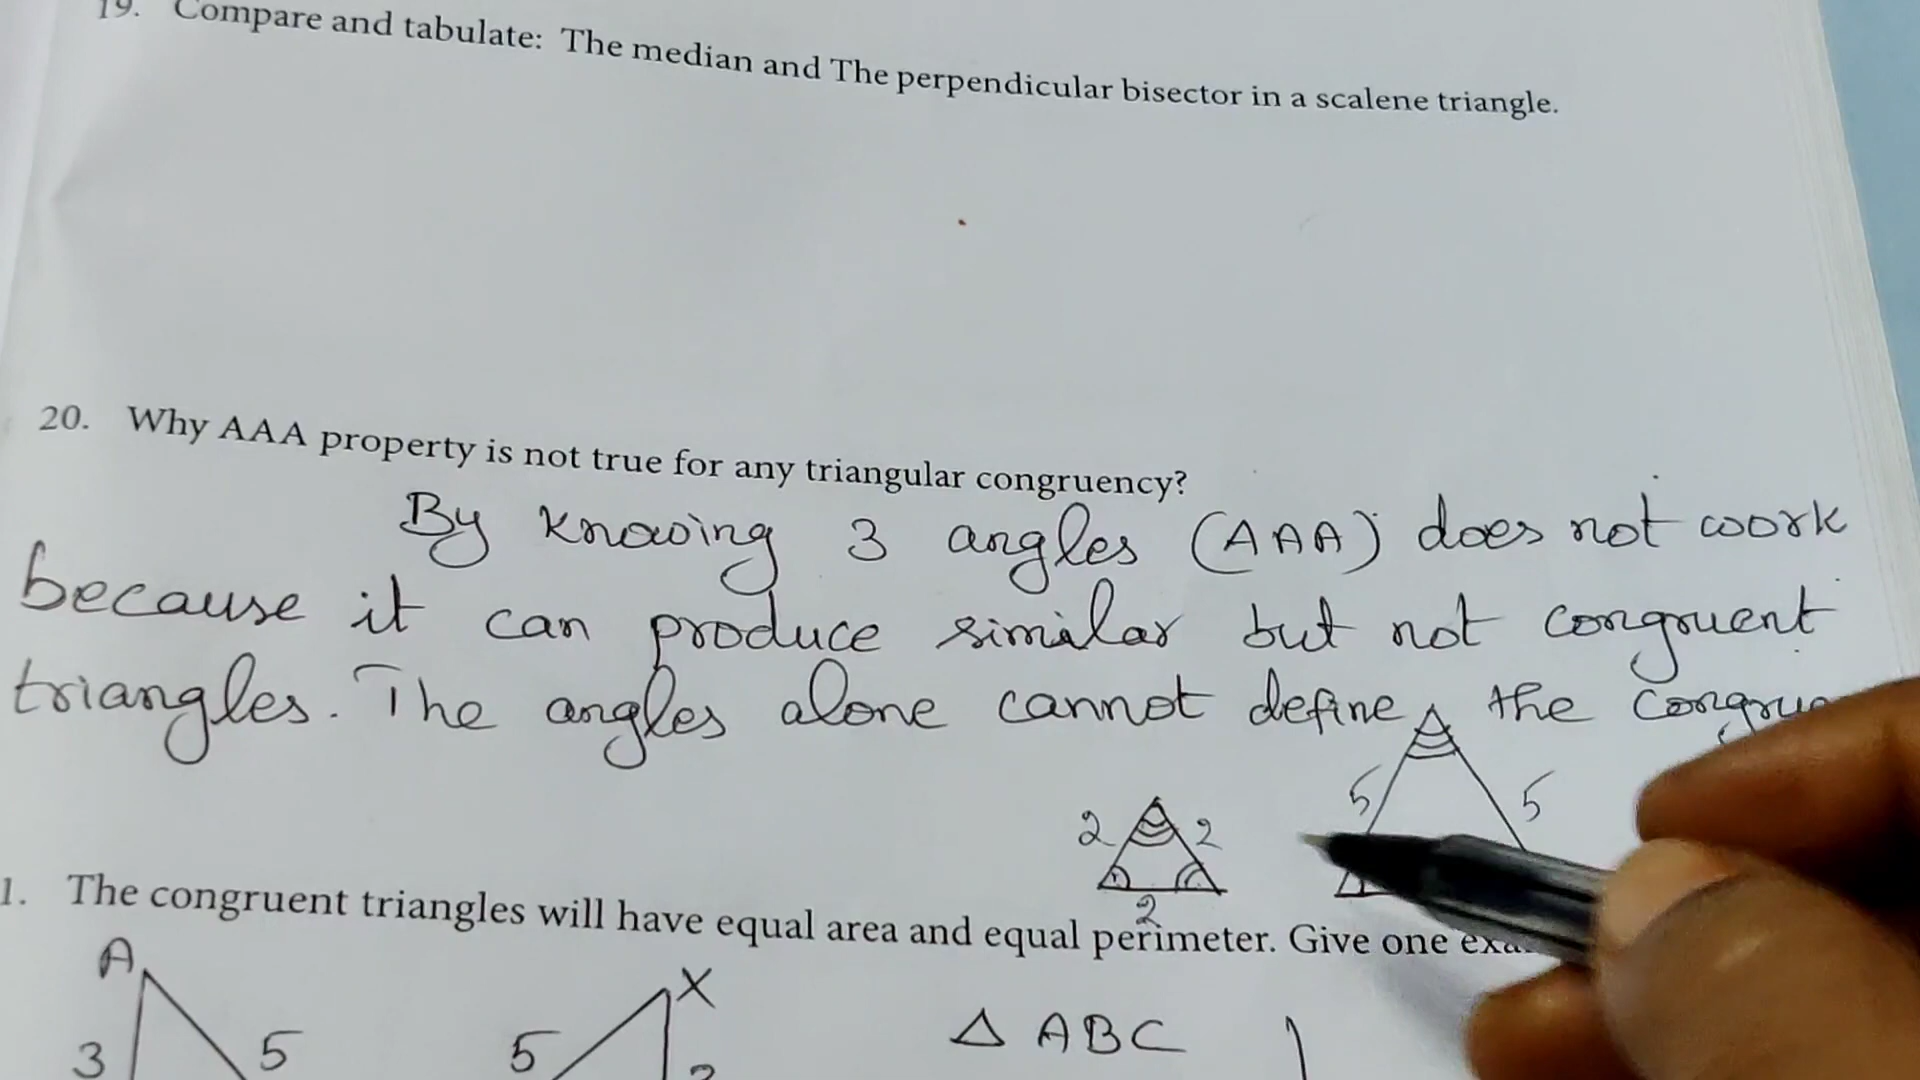 19. Compare and tabulate: The median and The perpendicular bisector in a scalene triangle.
20. Why AAA property is not true for any triangular congruency?
By knowing 3 angles (AAA) does not work
because it can produce similar but not congruent
triangles. The angles alone cannot define the
5 5
2 2
2
1. The congruent triangles will have equal area and equal perimeter. Give one
A X
3 5 5
△ ABC